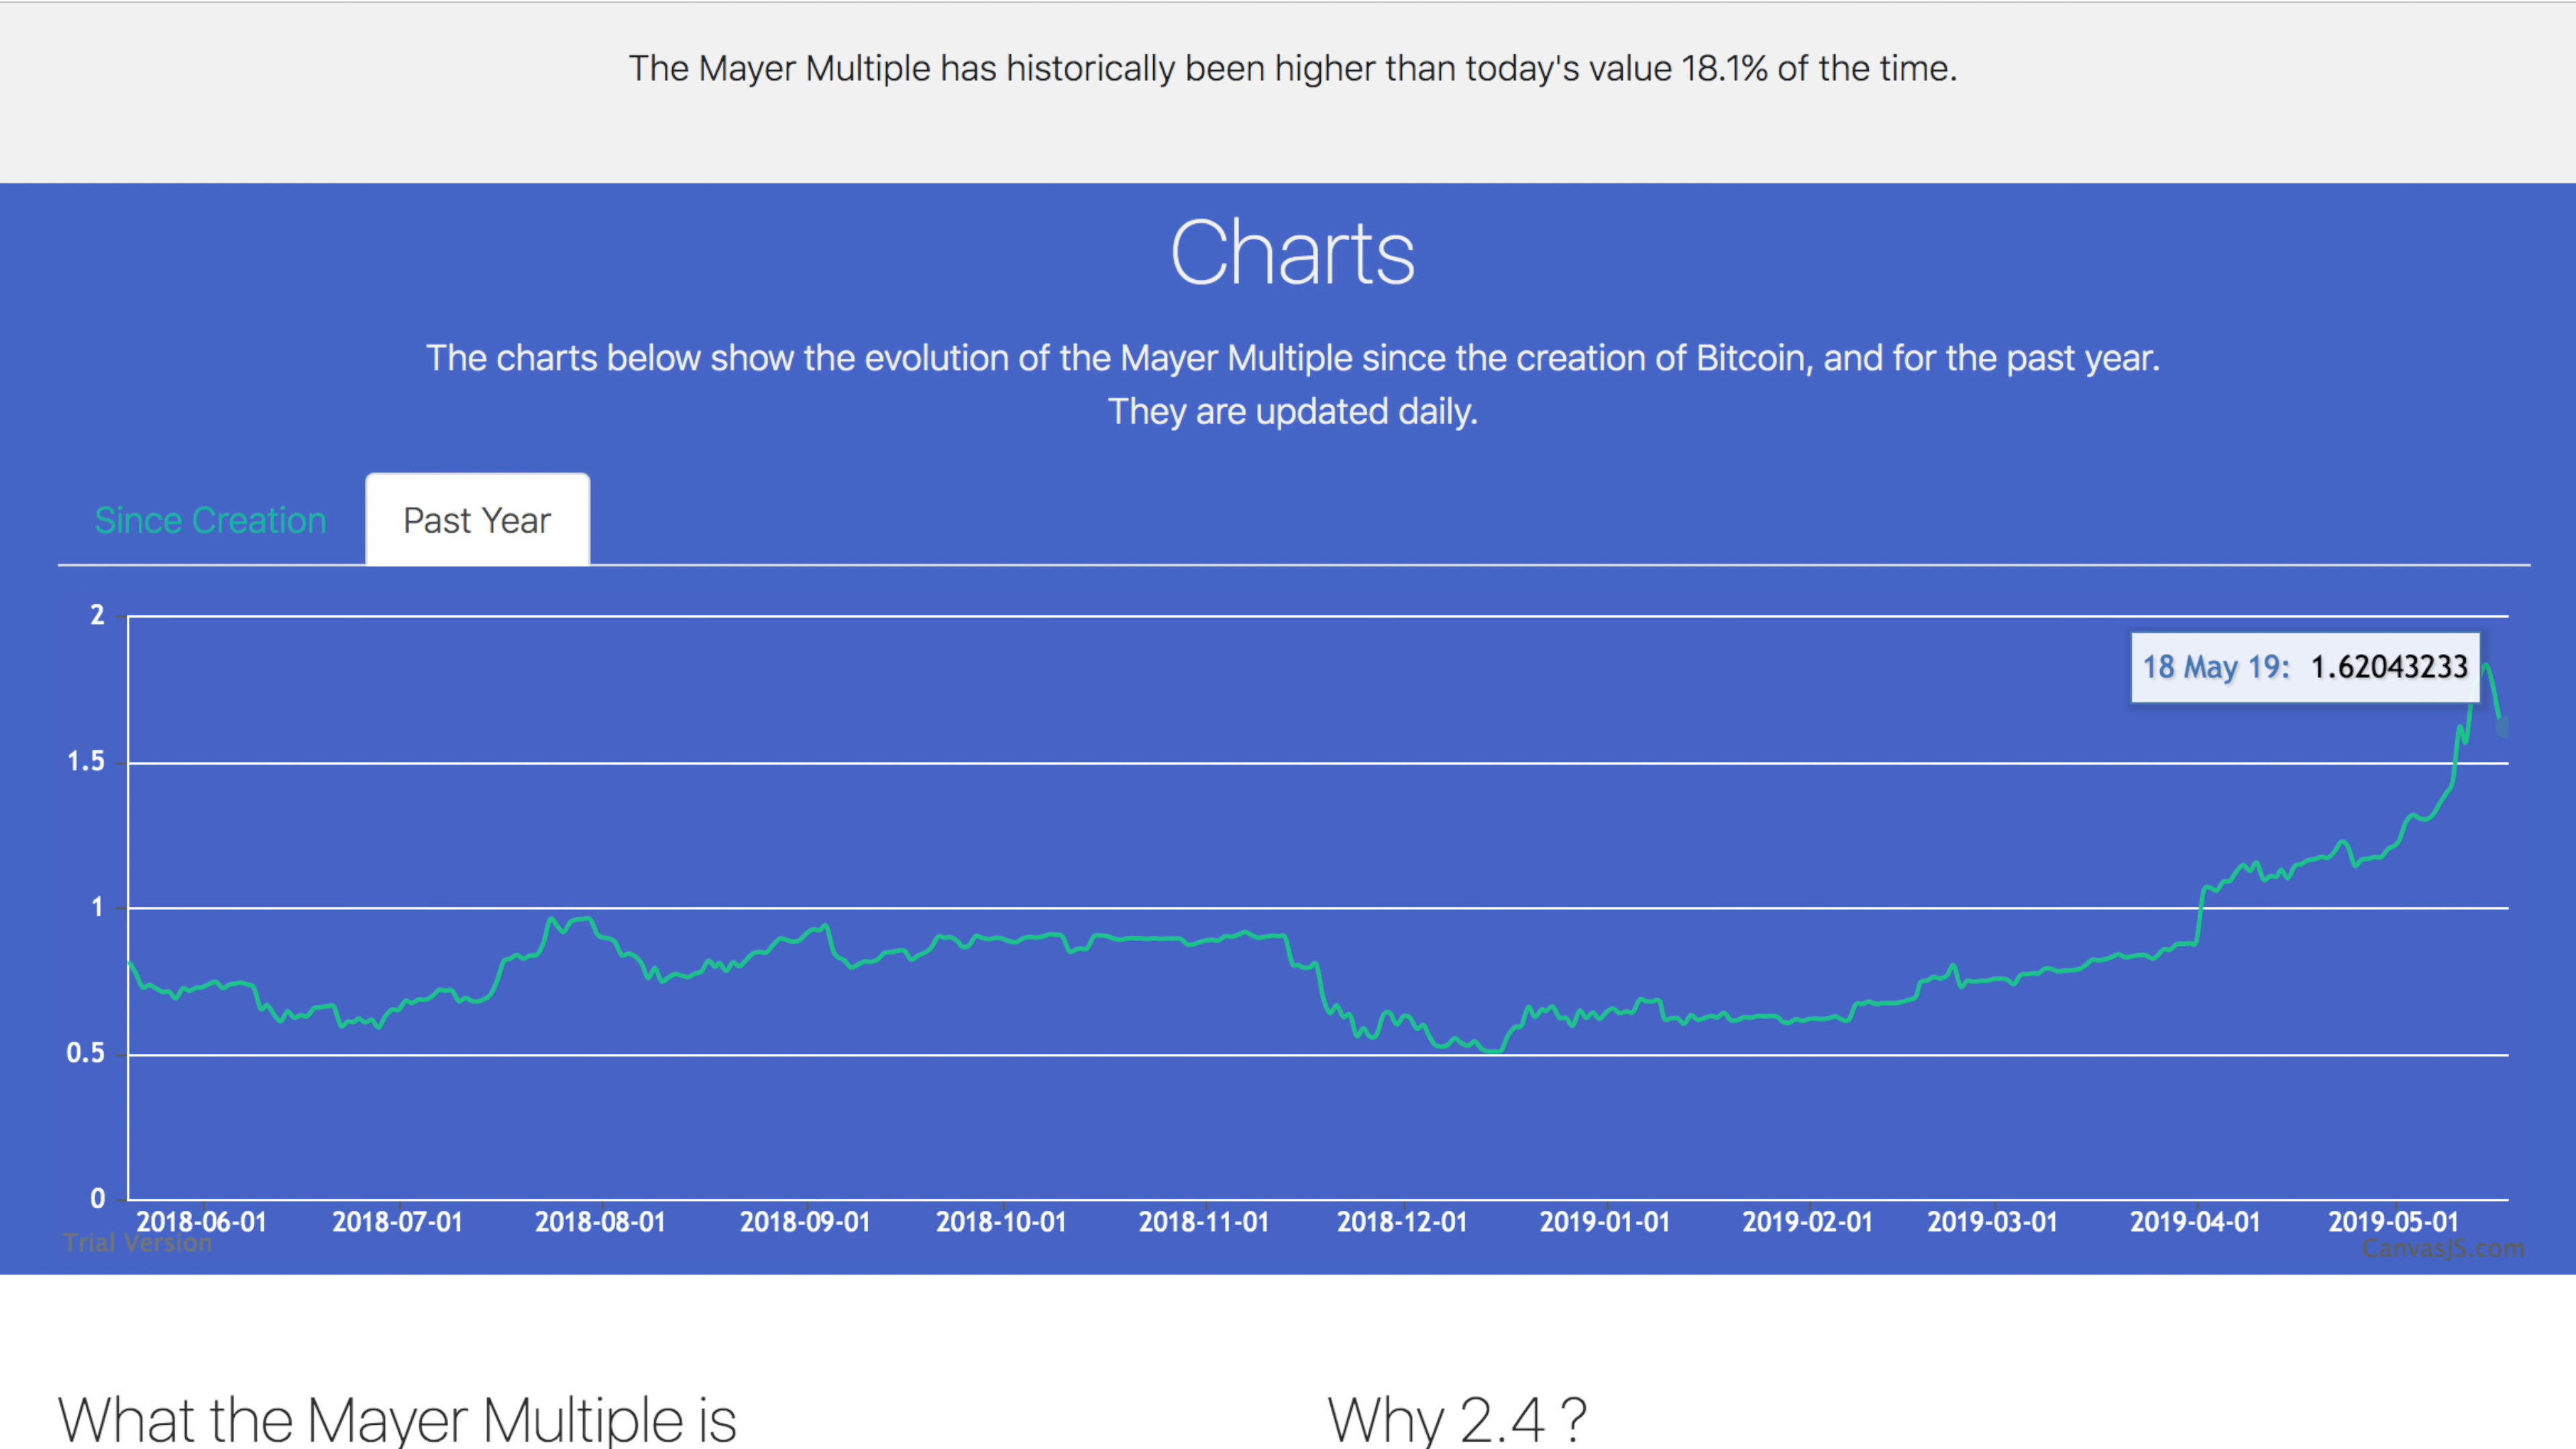 The Mayer Multiple has historically been higher than today's value 18.1% of the time.
Charts
The charts below show the evolution of the Mayer Multiple since the creation of Bitcoin, and for the past year.
They are updated daily.
Since Creation
Past Year
2
18 May 19: 1.62043233
1.5
1
0.5
0
2018-06-01 2018-07-01 2018-08-01 2018-09-01 2018-10-01 2018-11-01 2018-12-01 2019-01-01 2019-02-01 2019-03-01 2019-04-01 2019-05-01
Trial Version
CanvasJS.com
What the Mayer Multiple is
Why 2.4 ?